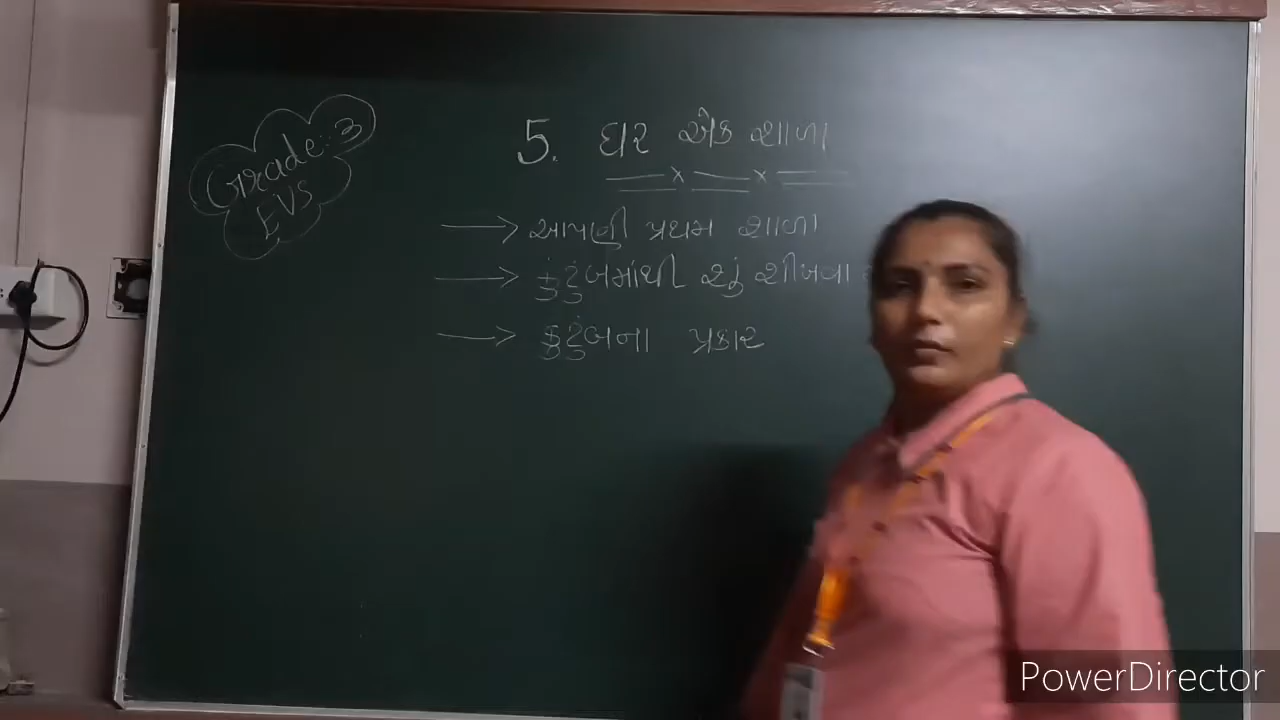 Grade: 3
EVS
5. ઘર એક શાળા
આપણી પ્રથમ શાળા
કુંટુંબમાંથી શું શીખવા
કુટુંબના પ્રકાર
PowerDirector